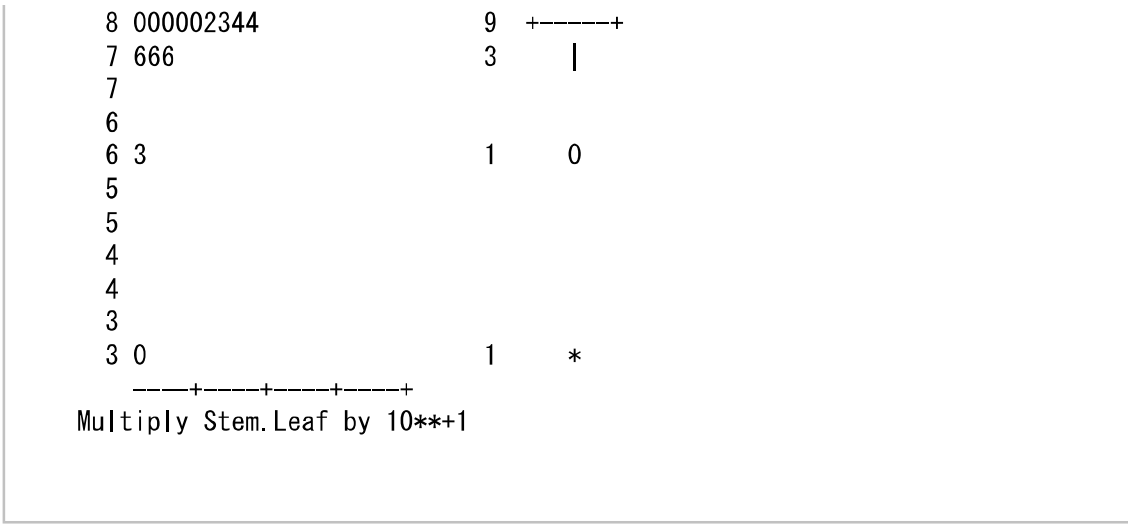 8 000002344                     9  +-----+
7 666                           3     |
7
6
6 3                             1     0
5
5
4
4
3
3 0                             1     *
  ----+----+----+----+
Multiply Stem.Leaf by 10**+1